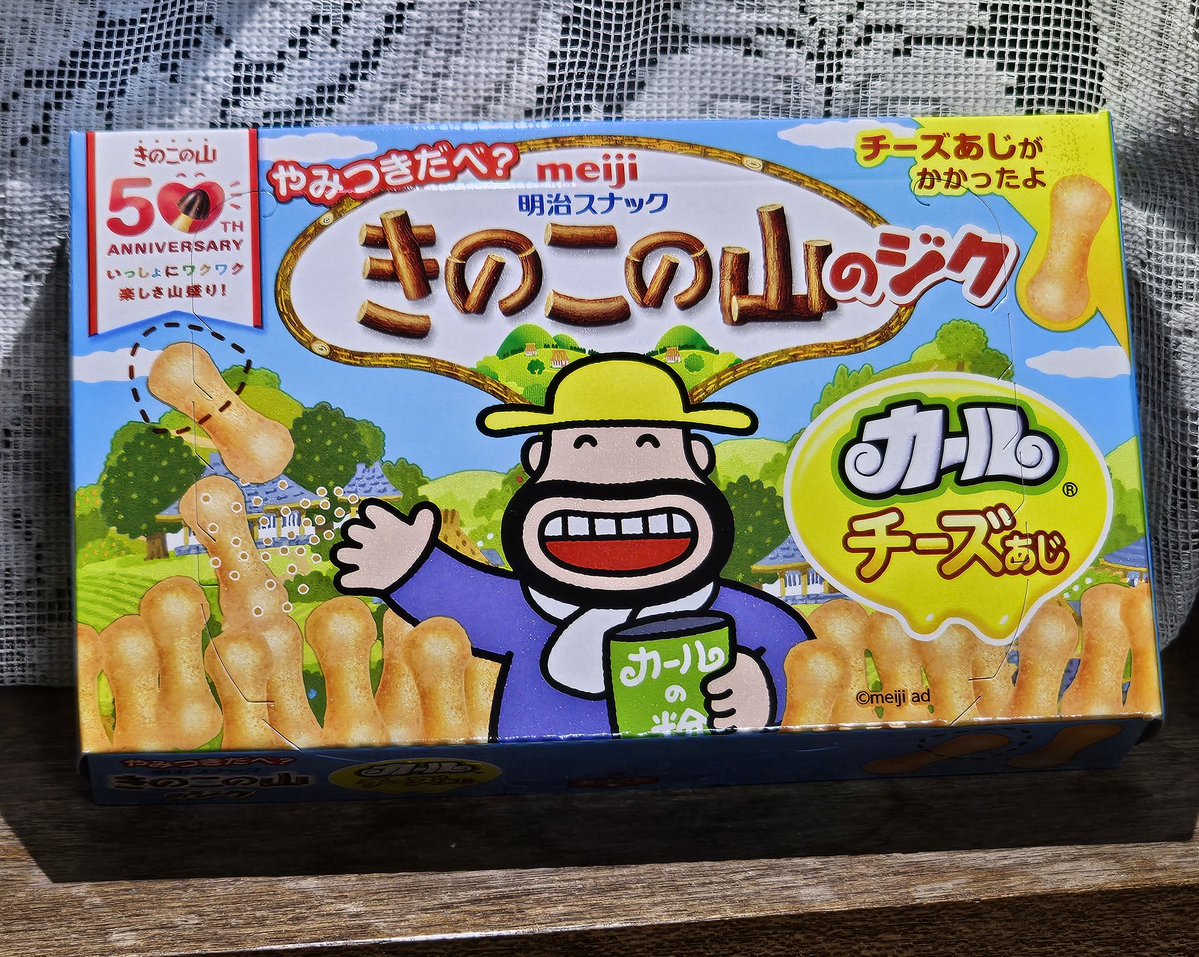 きのこの山
50TH
ANNIVERSARY
いっしょにワクワク
楽しさ山盛り！
やみつきだべ？
meiji
明治スナック
きのこの山のジク
チーズあじが
かかったよ
カール®
チーズあじ
カールの粉
©meiji ad
やみつきだべ？
きのこの山
のジク
カール